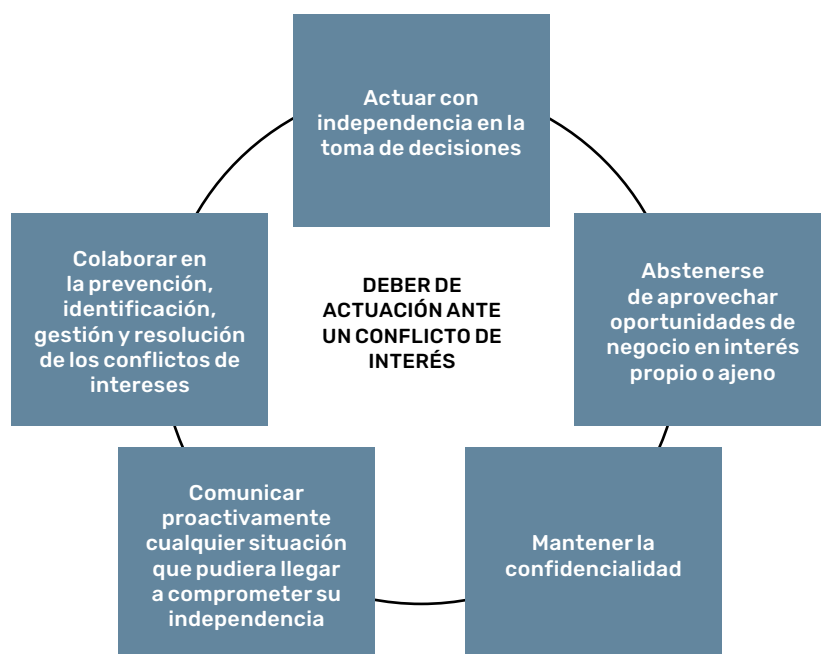 Actuar con
independencia en la
toma de decisiones
Colaborar en
la prevención,
identificación,
gestión y resolución
de los conflictos de
intereses
DEBER DE
ACTUACIÓN ANTE
UN CONFLICTO DE
INTERÉS
Abstenerse
de aprovechar
oportunidades de
negocio en interés
propio o ajeno
Comunicar
proactivamente
cualquier situación
que pudiera llegar
a comprometer su
independencia
Mantener la
confidencialidad